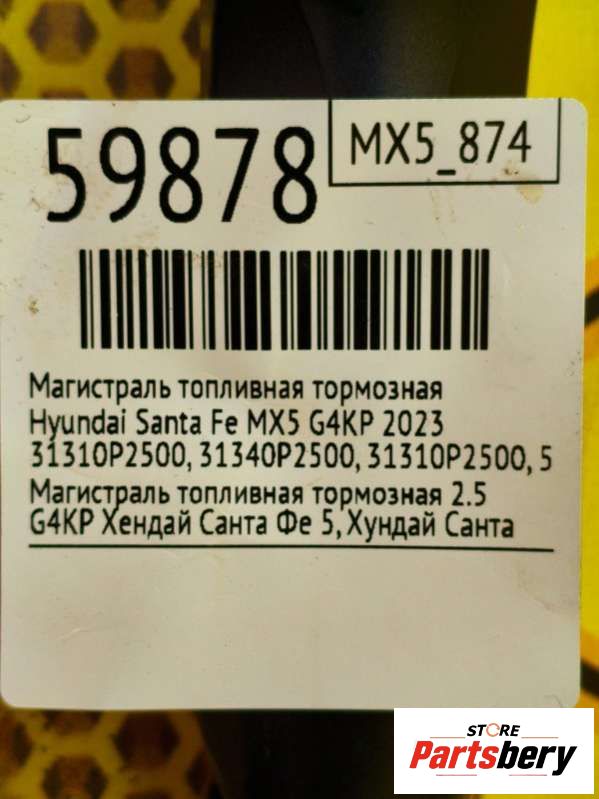 59878
MX5_874
Магистраль топливная тормозная
Hyundai Santa Fe MX5 G4KP 2023
31310P2500, 31340P2500, 31310P2500, 5
Магистраль топливная тормозная 2.5
G4KP Хендай Санта Фе 5, Хундай Санта
STORE
Partsbery